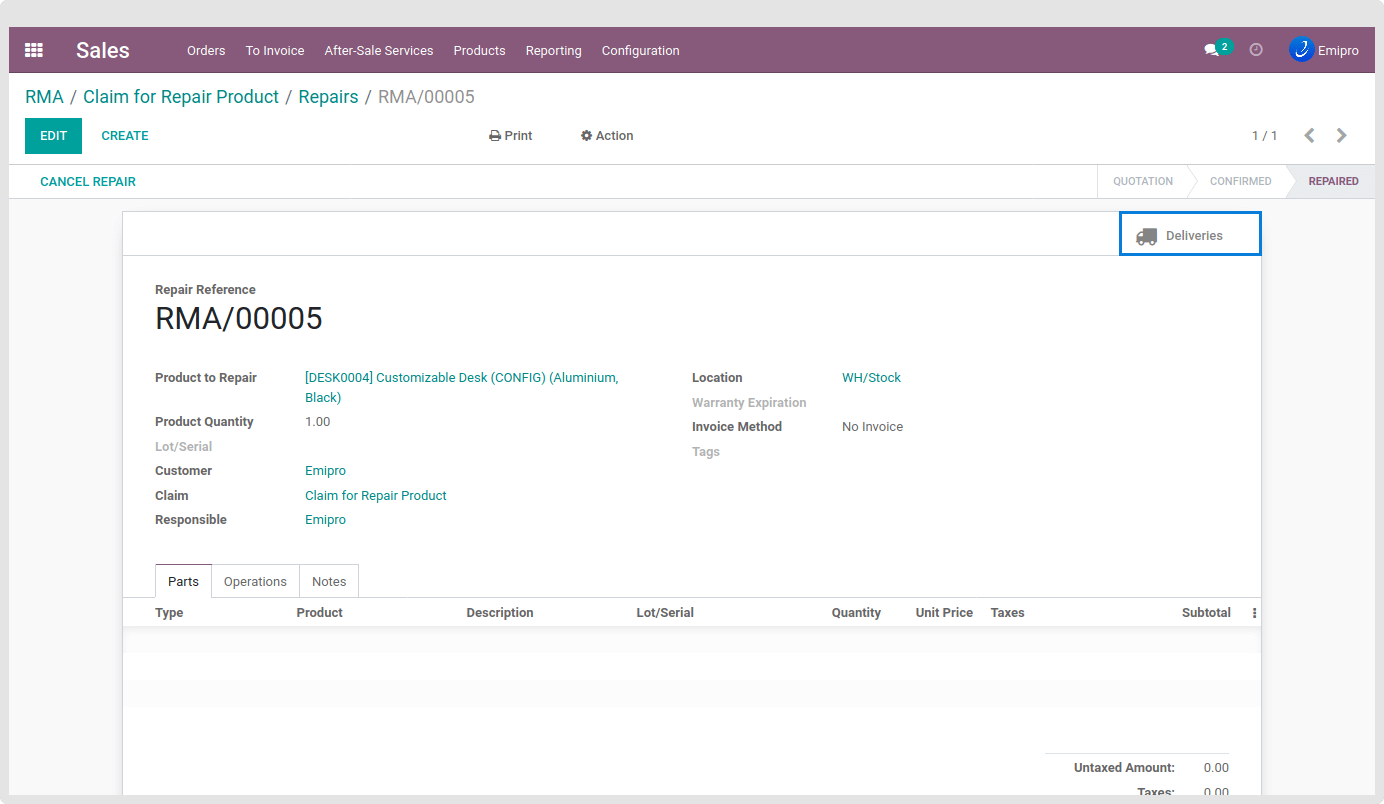 Sales Orders To Invoice After-Sale Services Products Reporting Configuration 2 Emipro
RMA / Claim for Repair Product / Repairs / RMA/00005
EDIT CREATE Print Action 1 / 1
CANCEL REPAIR QUOTATION CONFIRMED REPAIRED
Deliveries
Repair Reference
RMA/00005
Product to Repair [DESK0004] Customizable Desk (CONFIG) (Aluminium,
Black)
Product Quantity 1.00
Lot/Serial
Customer Emipro
Claim Claim for Repair Product
Responsible Emipro
Location WH/Stock
Warranty Expiration
Invoice Method No Invoice
Tags
Parts Operations Notes
Type Product Description Lot/Serial Quantity Unit Price Taxes Subtotal
Untaxed Amount: 0.00
Taxes: 0.00